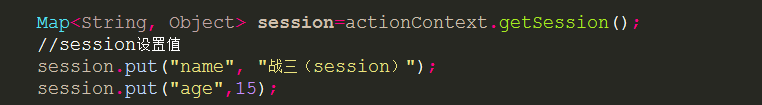 Map<String, Object> session=actionContext.getSession();
//session设置值
session.put("name", "战三（session）");
session.put("age",15);